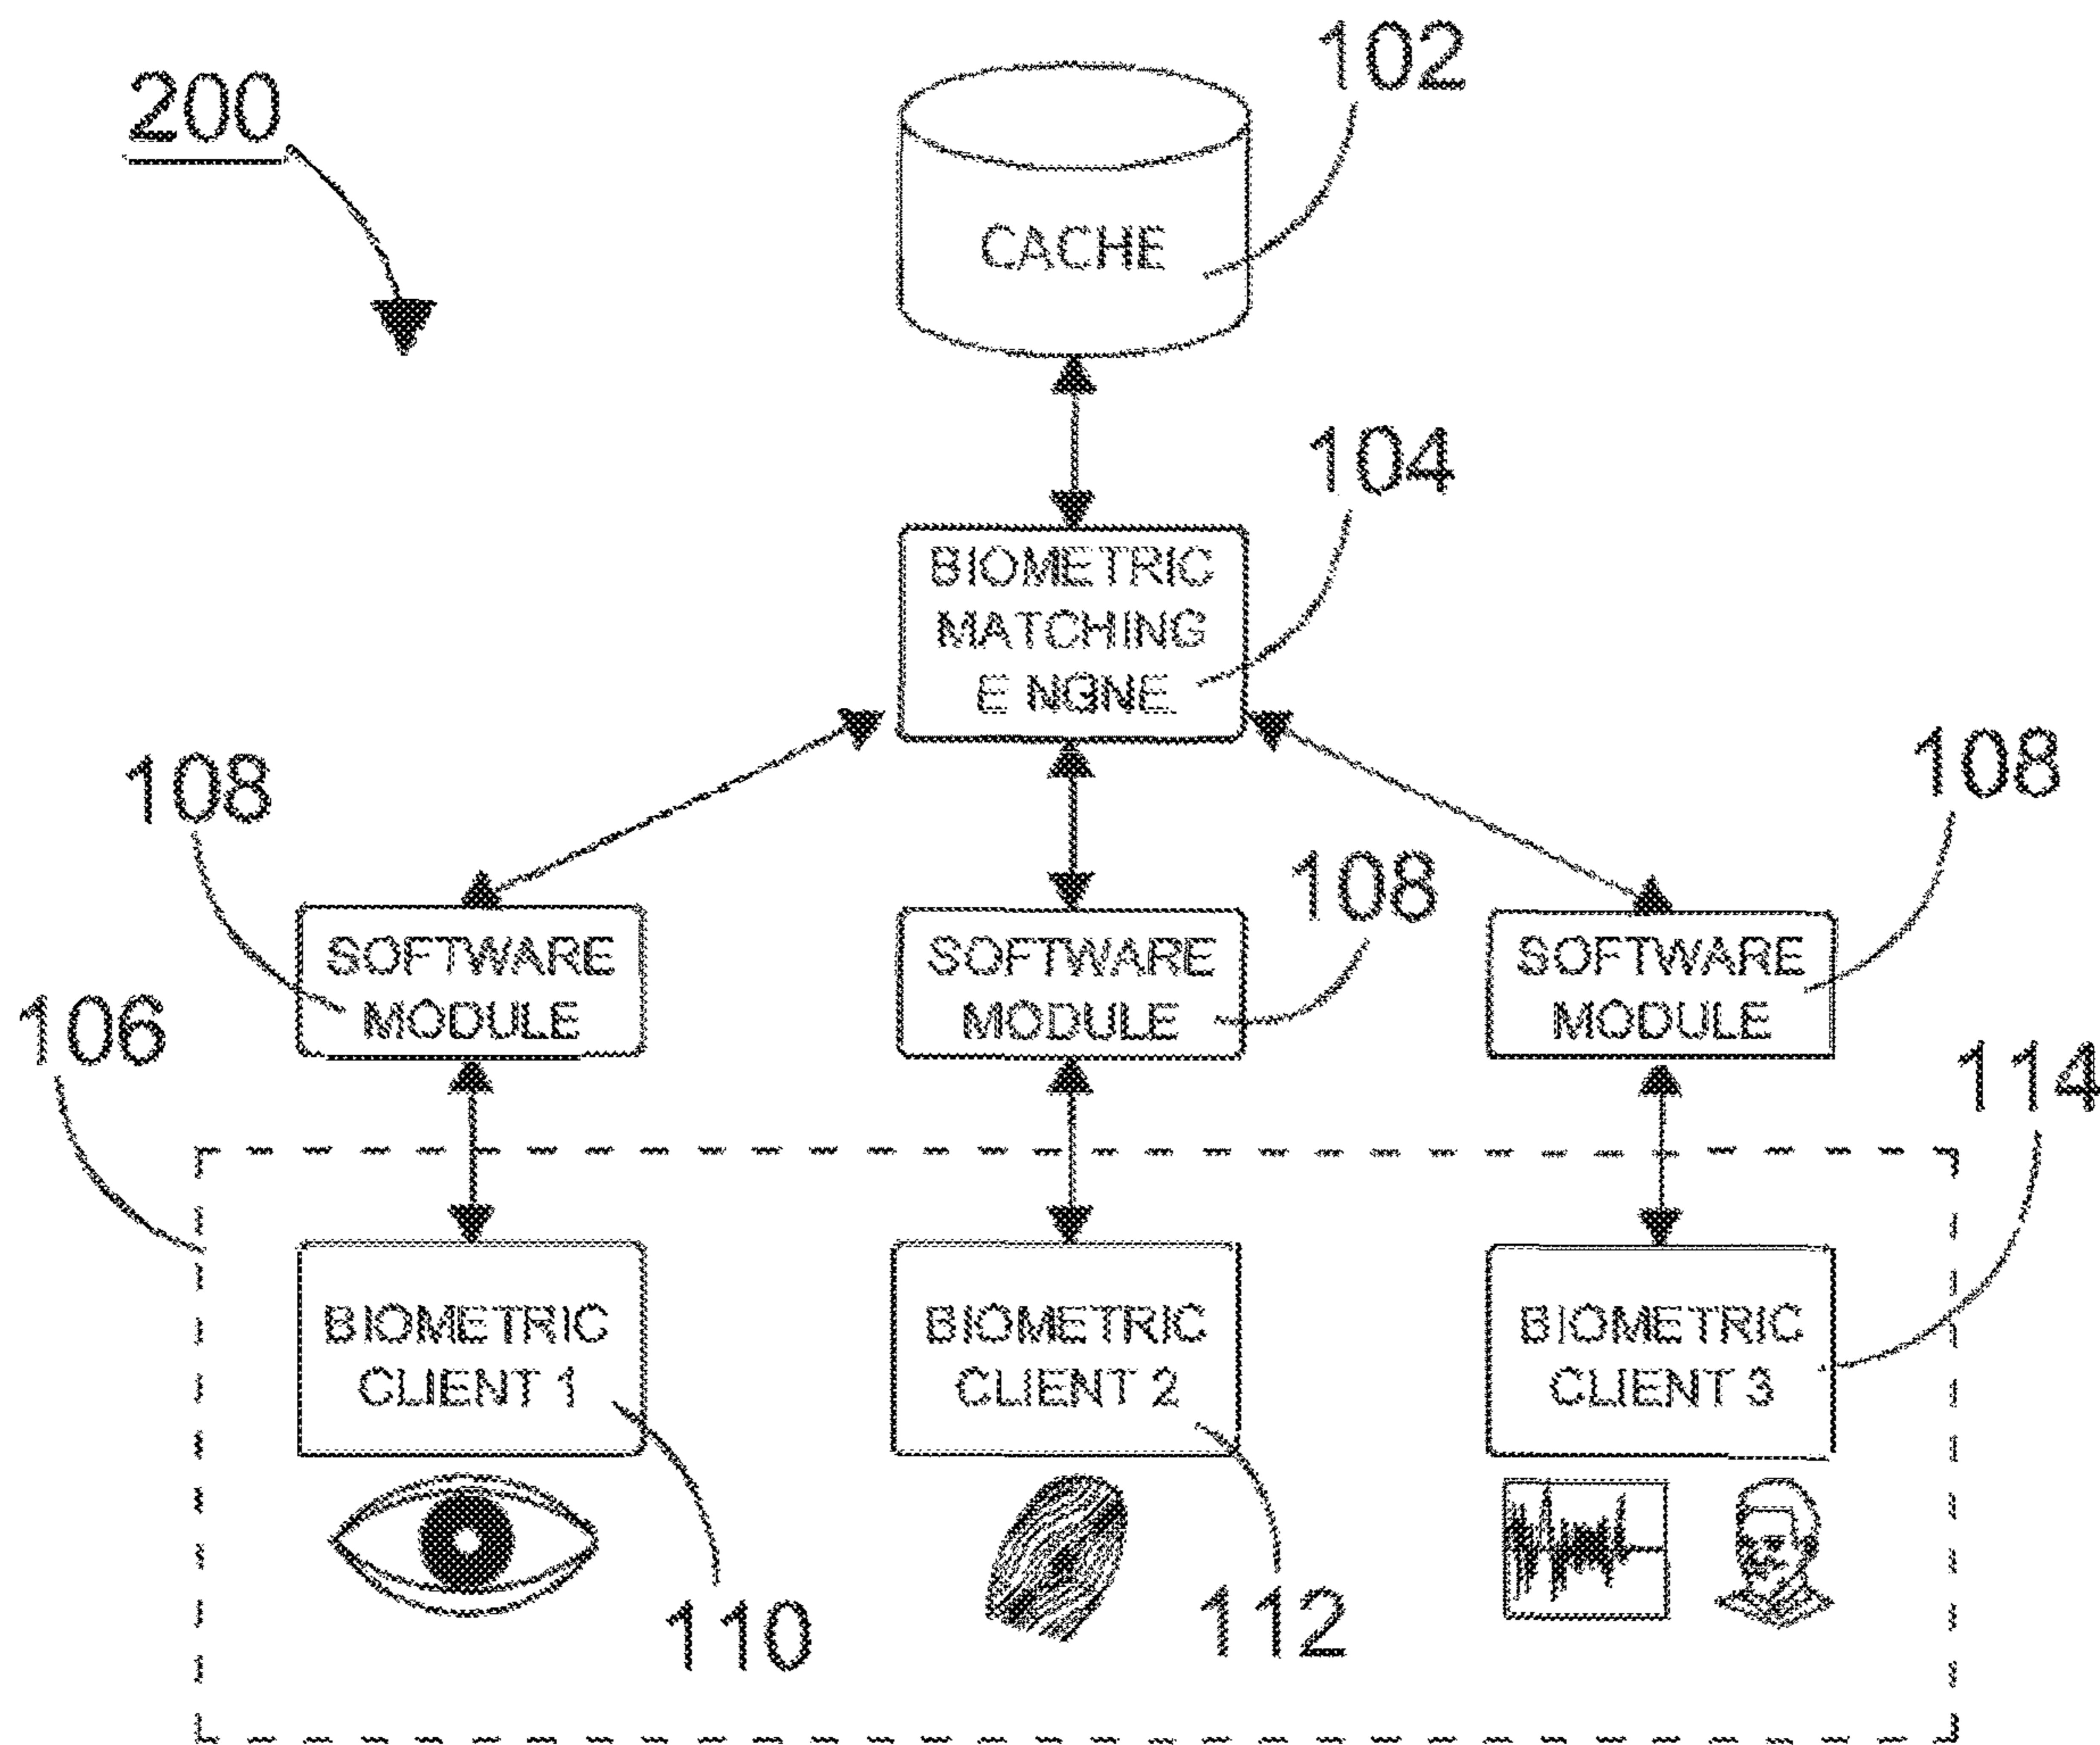 200
102
CACHE
104
BIOMETRIC
MATCHING
E NGNE
108
108
108
SOFTWARE
MODULE
SOFTWARE
MODULE
SOFTWARE
MODULE
106
114
BIOMETRIC
CLIENT 1
BIOMETRIC
CLIENT 2
BIOMETRIC
CLIENT 3
110
112